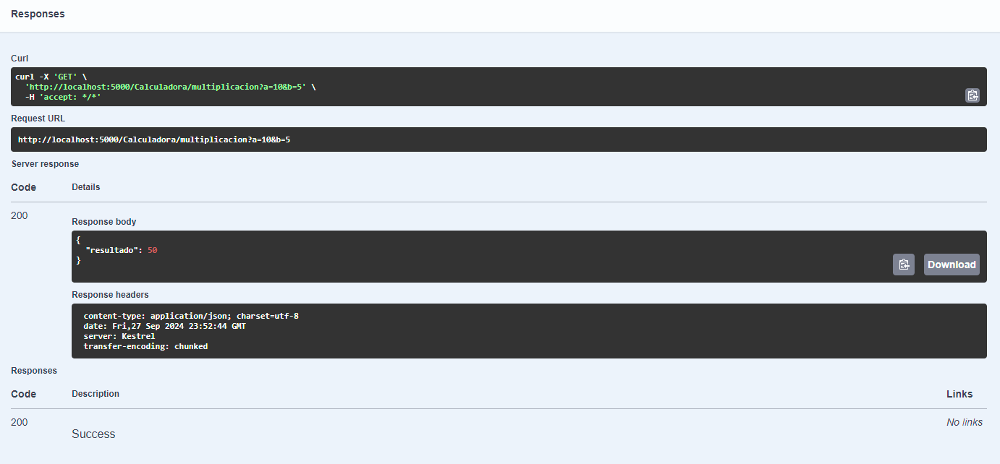 Responses
Curl
curl -X 'GET' \
  'http://localhost:5000/Calculadora/multiplicacion?a=10&b=5' \
  -H 'accept: */*'
Request URL
http://localhost:5000/Calculadora/multiplicacion?a=10&b=5
Server response
Code Details
200
Response body
{
  "resultado": 50
}
Download
Response headers
content-type: application/json; charset=utf-8
date: Fri,27 Sep 2024 23:52:44 GMT
server: Kestrel
transfer-encoding: chunked
Responses
Code Description Links
200 No links
Success